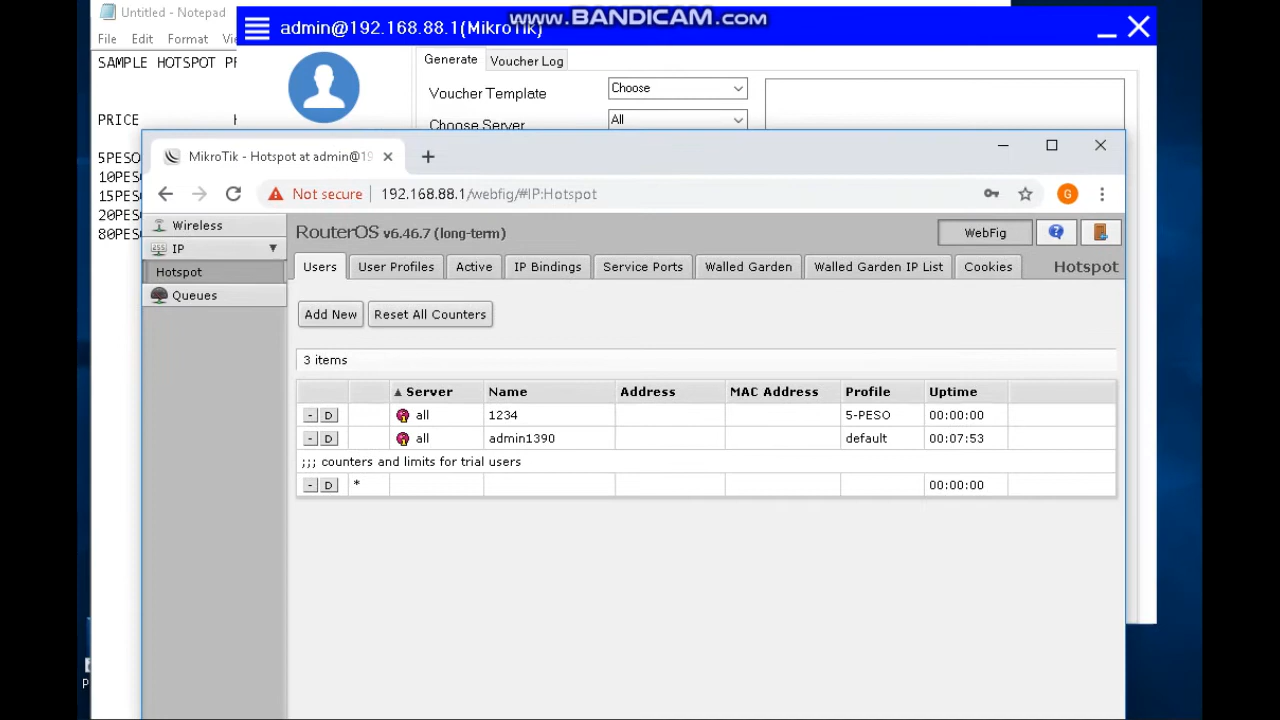 www.BANDICAM.com
Untitled - Notepad
File Edit Format
SAMPLE HOTSPOT
PRICE
5PESO
10PESO
15PESO
20PESO
80PESO
admin@192.168.88.1(MikroTik)
Generate Voucher Log
Voucher Template Choose
Choose Server All
MikroTik - Hotspot at admin@19
Not secure 192.168.88.1/webfig/#IP:Hotspot
G
Wireless
IP
Hotspot
Queues
RouterOS v6.46.7 (long-term)
WebFig
Users User Profiles Active IP Bindings Service Ports Walled Garden Walled Garden IP List Cookies Hotspot
Add New Reset All Counters
3 items
Server Name Address MAC Address Profile Uptime
- D all 1234 5-PESO 00:00:00
- D all admin1390 default 00:07:53
;;; counters and limits for trial users
- D * 00:00:00
P